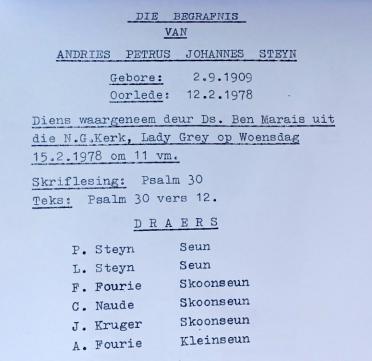 DIE BEGRAFNIS
VAN
ANDRIES PETRUS JOHANNES STEYN
Gebore: 2.9.1909
Oorlede: 12.2.1978
Diens waargeneem deur Ds. Ben Marais uit
die N.G.Kerk, Lady Grey op Woensdag
15.2.1978 om 11 vm.
Skriflesing: Psalm 30
Teks: Psalm 30 vers 12.
DRAERS
P. Steyn Seun
L. Steyn Seun
F. Fourie Skoonseun
C. Naude Skoonseun
J. Kruger Skoonseun
A. Fourie Kleinseun